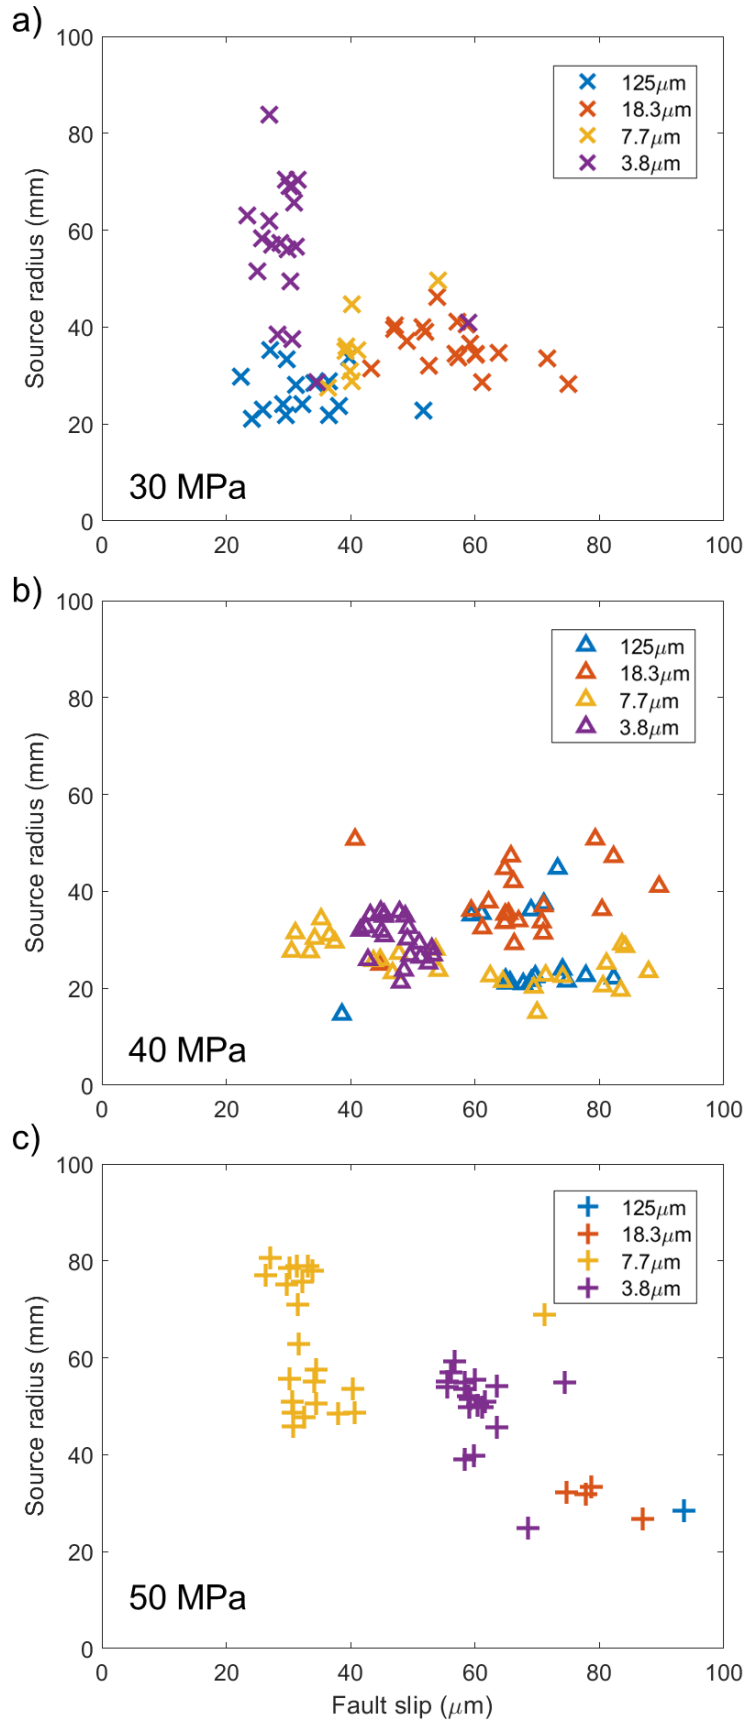 a)
100
80
60
40
20
0
Source radius (mm)
125μm
18.3μm
7.7μm
3.8μm
30 MPa
0 20 40 60 80 100
b)
100
80
60
40
20
0
Source radius (mm)
125μm
18.3μm
7.7μm
3.8μm
40 MPa
0 20 40 60 80 100
c)
100
80
60
40
20
0
Source radius (mm)
125μm
18.3μm
7.7μm
3.8μm
50 MPa
0 20 40 60 80 100
Fault slip (μm)